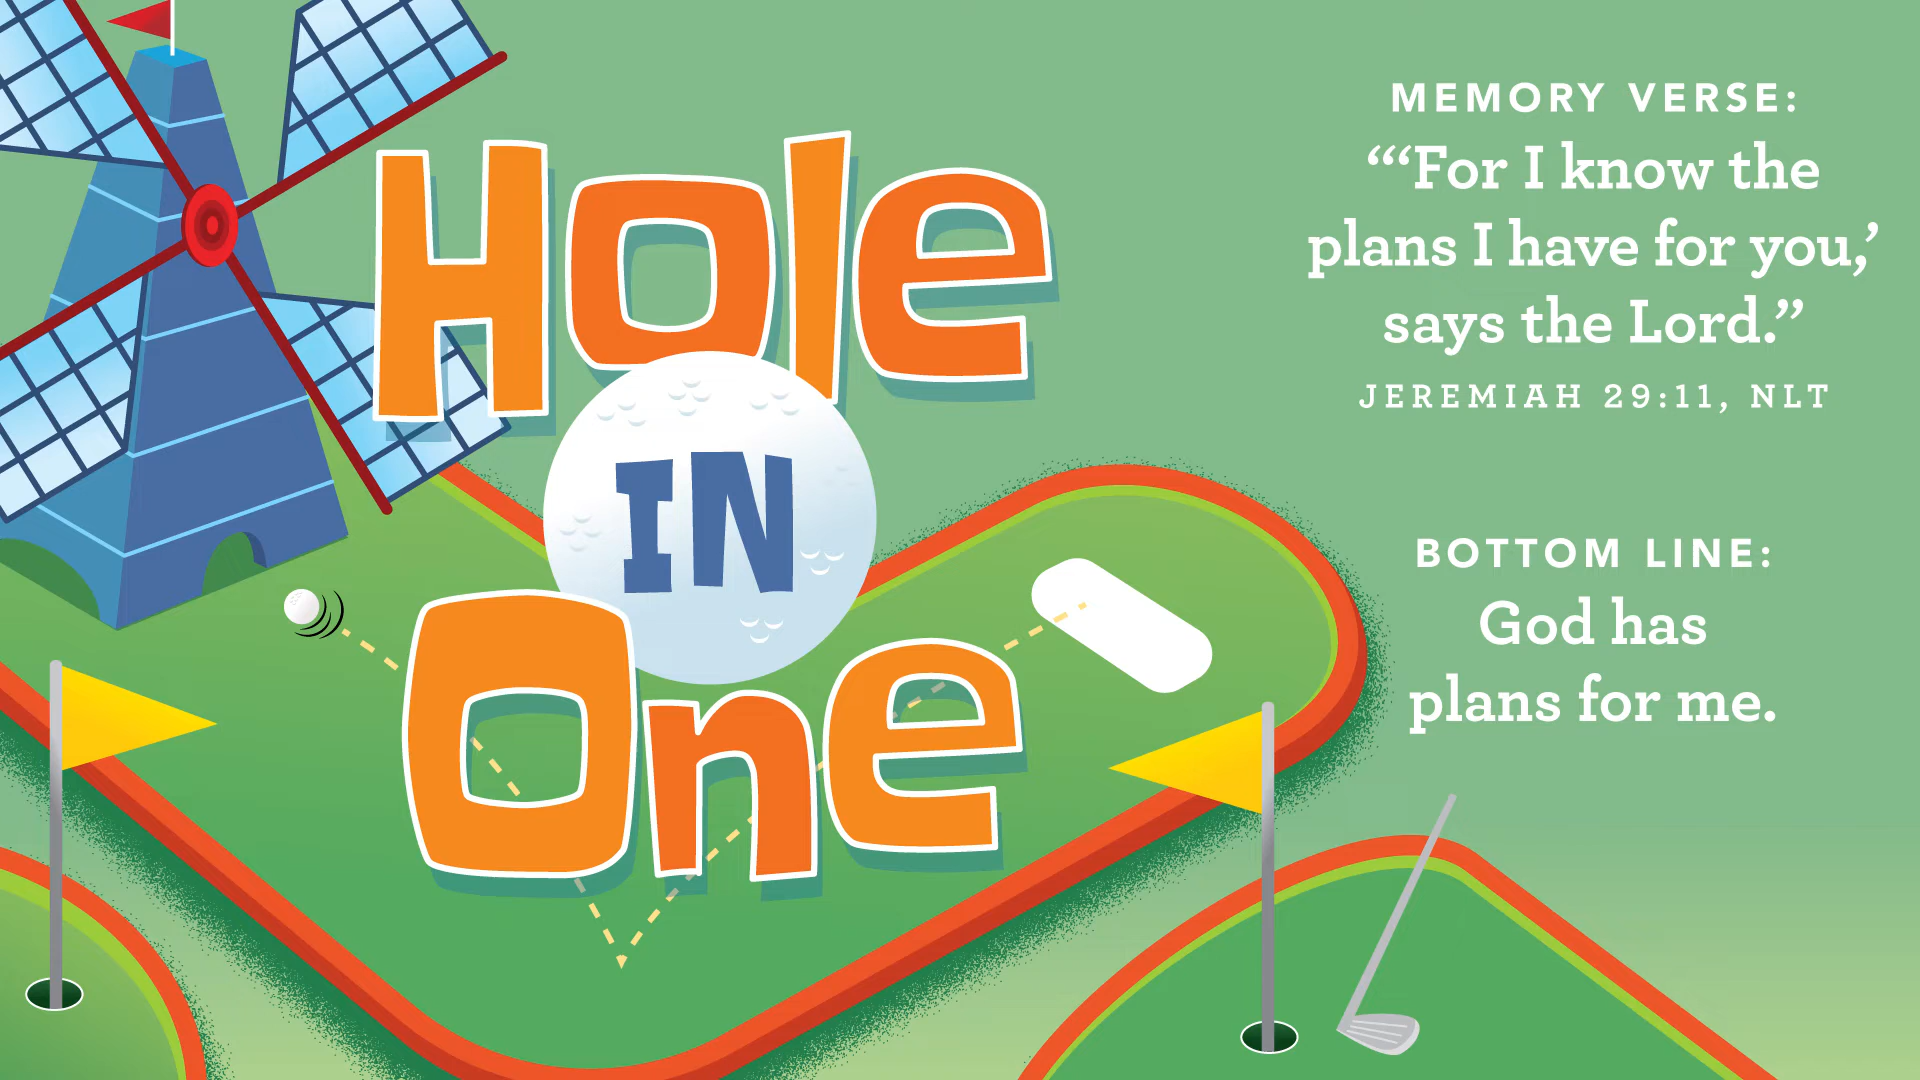 Hole
IN
One
MEMORY VERSE:
“‘For I know the
plans I have for you,’
says the Lord.”
JEREMIAH 29:11, NLT
BOTTOM LINE:
God has
plans for me.